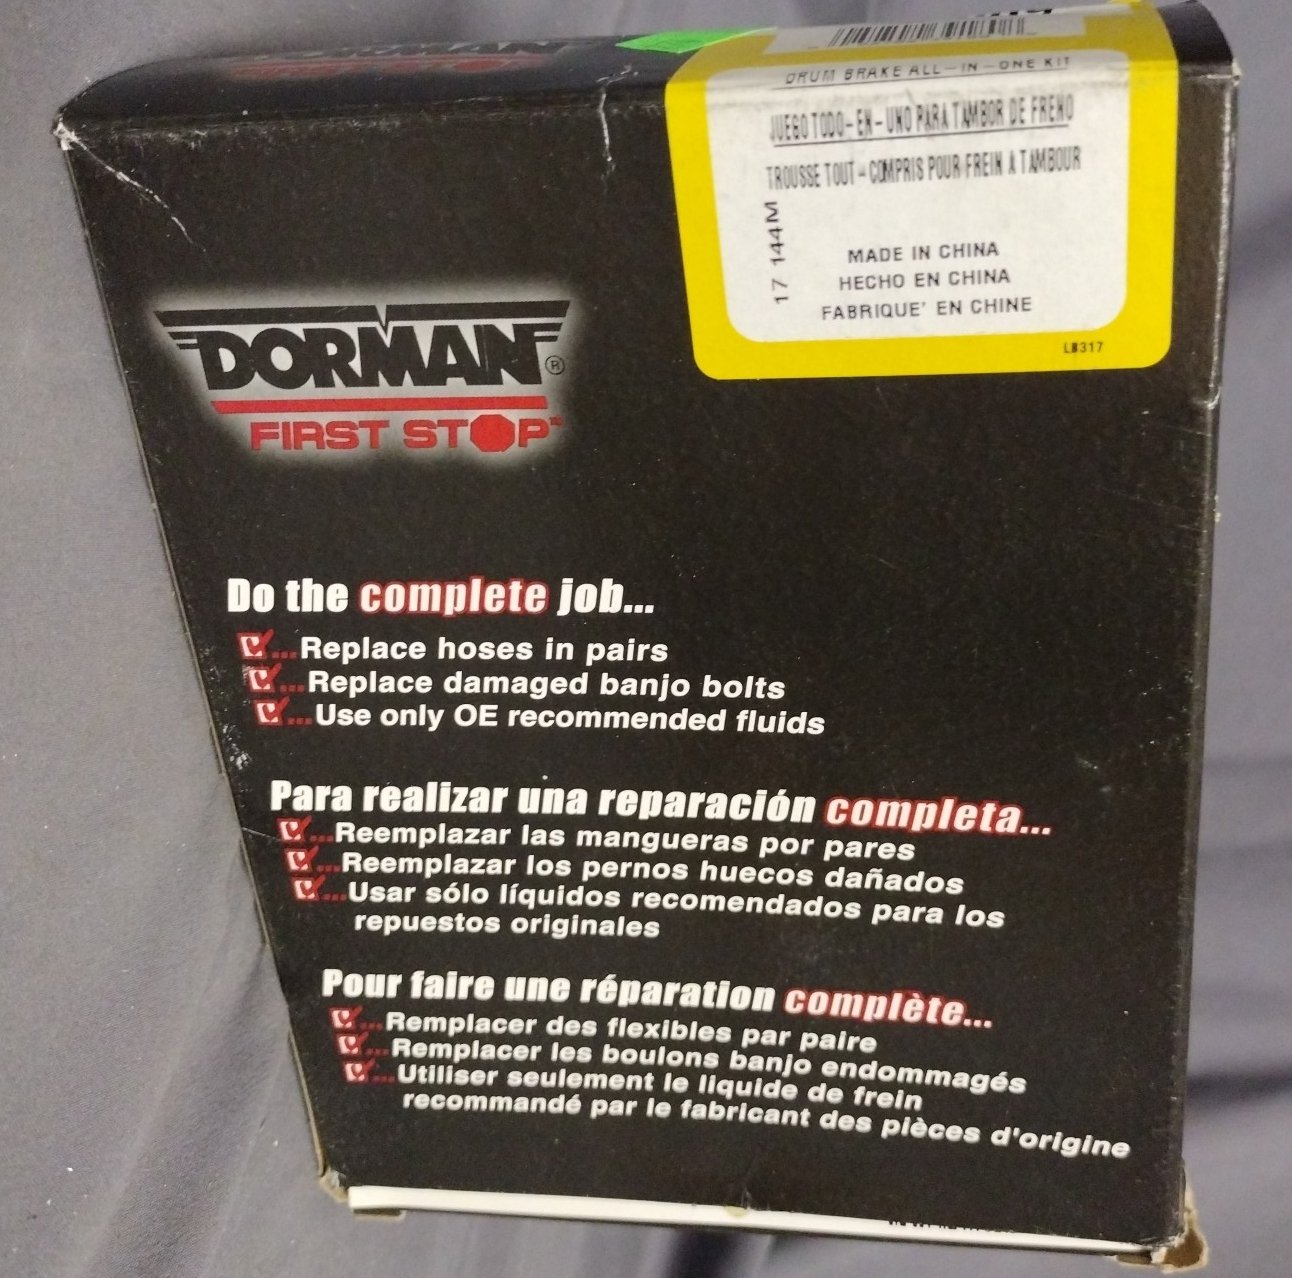 DRUM BRAKE ALL-IN-ONE KIT
JUEGO TODO-EN-UNO PARA TAMBOR DE FRENO
TROUSSE TOUT-COMPRIS POUR FREIN À TAMBOUR
17 144M
MADE IN CHINA
HECHO EN CHINA
FABRIQUE' EN CHINE
LB317
DORMAN®
FIRST STOP™
Do the complete job...
...Replace hoses in pairs
...Replace damaged banjo bolts
...Use only OE recommended fluids
Para realizar una reparación completa...
...Reemplazar las mangueras por pares
...Reemplazar los pernos huecos dañados
...Usar sólo líquidos recomendados para los
repuestos originales
Pour faire une réparation complète...
...Remplacer des flexibles par paire
...Remplacer les boulons banjo endommagés
...Utiliser seulement le liquide de frein
recommandé par le fabricant des pièces d'origine